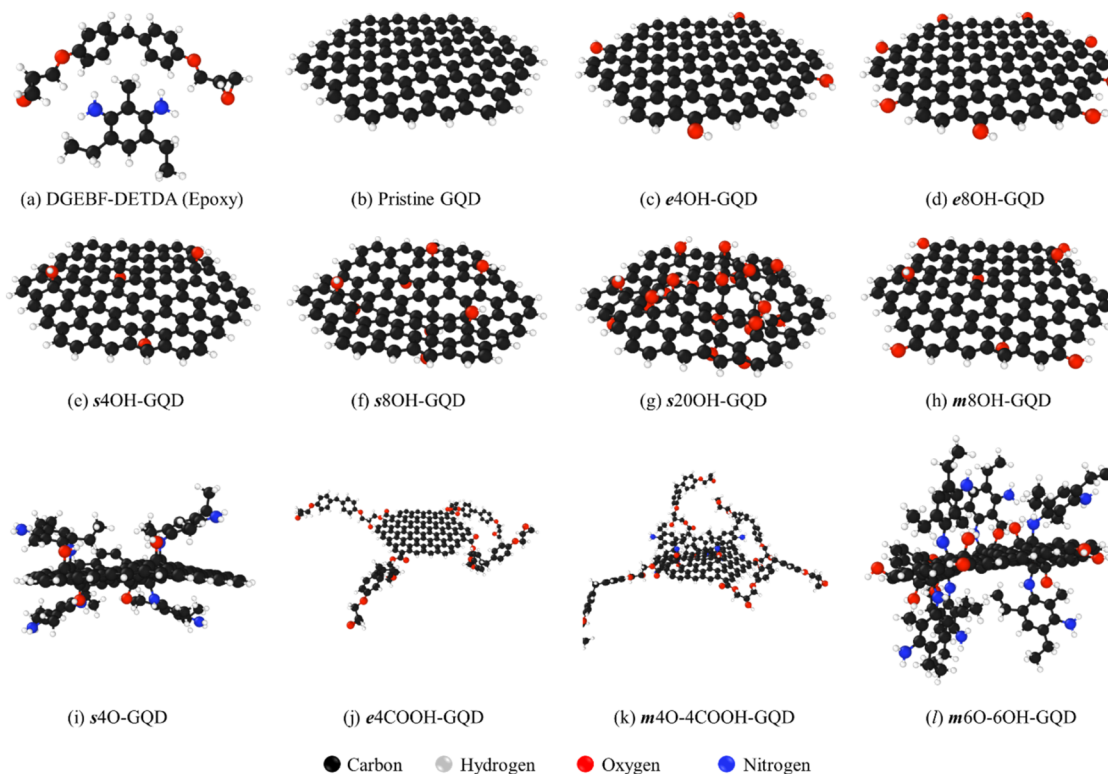 (a) DGEBF-DETDA (Epoxy)
(b) Pristine GQD
(c) e4OH-GQD
(d) e8OH-GQD
(e) s4OH-GQD
(f) s8OH-GQD
(g) s20OH-GQD
(h) m8OH-GQD
(i) s4O-GQD
(j) e4COOH-GQD
(k) m4O-4COOH-GQD
(l) m6O-6OH-GQD
Carbon
Hydrogen
Oxygen
Nitrogen